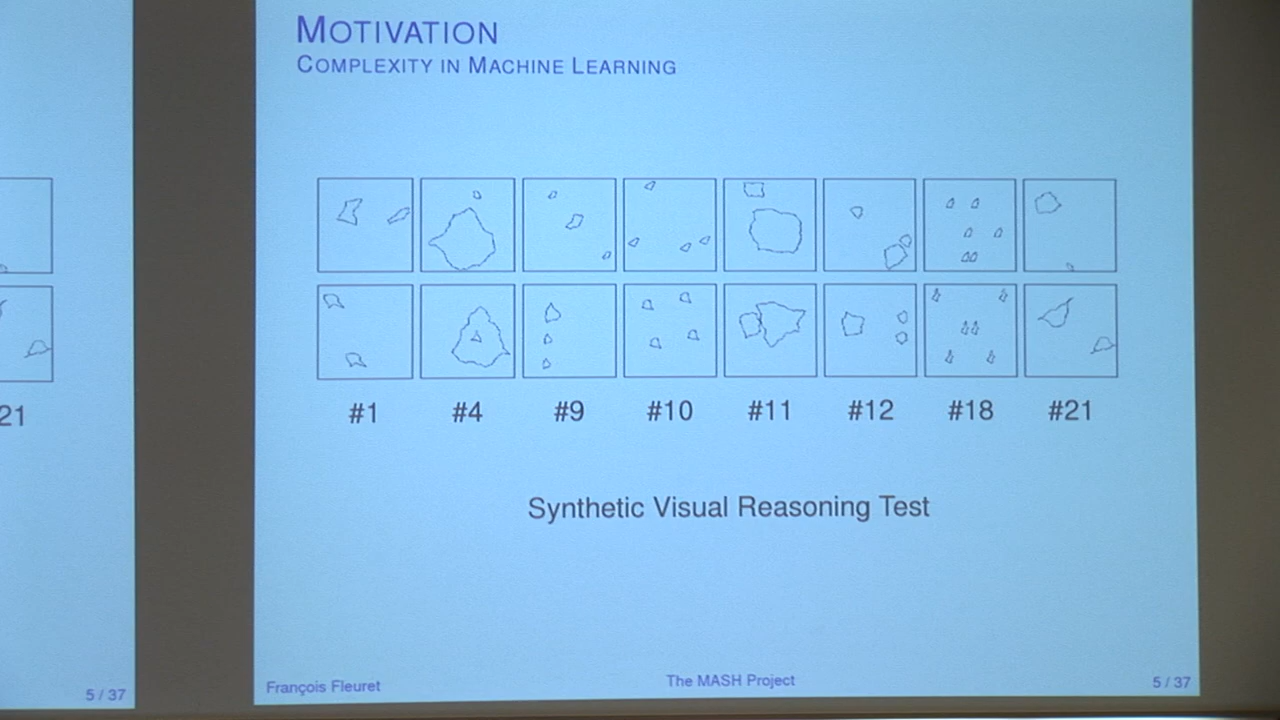 MOTIVATION
COMPLEXITY IN MACHINE LEARNING
#1 #4 #9 #10 #11 #12 #18 #21
Synthetic Visual Reasoning Test
François Fleuret The MASH Project 5 / 37
21
5 / 37